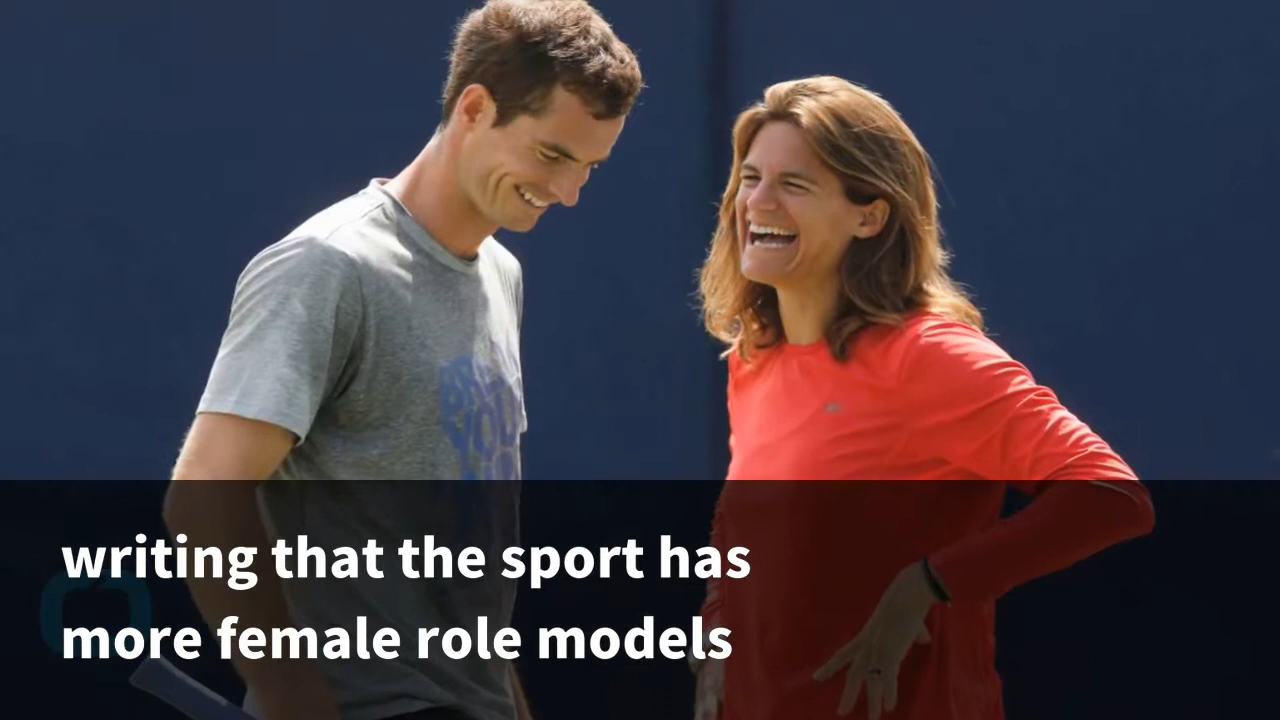 writing that the sport has
more female role models